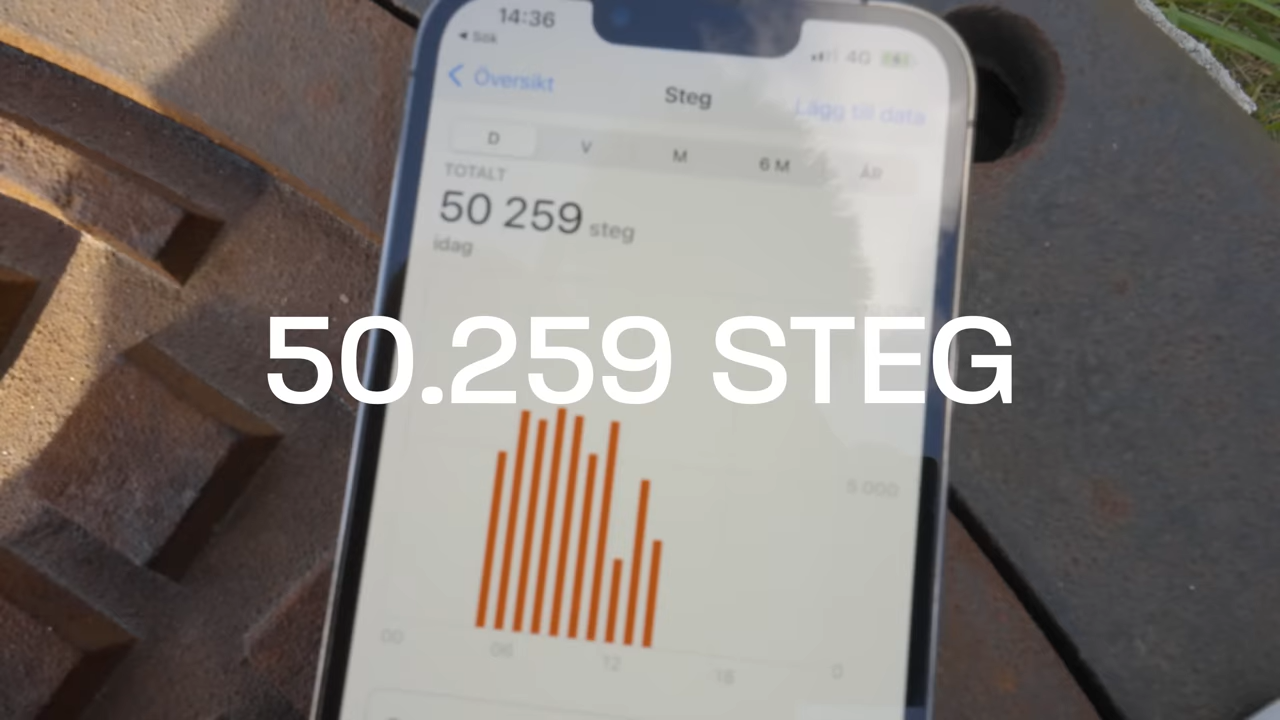 14:36
◀ Sök
4G
Översikt
Steg
Lägg till data
D V M 6 M ÅR
TOTALT
50 259 steg
idag
50.259 STEG
5 000
00 06 12 18 0